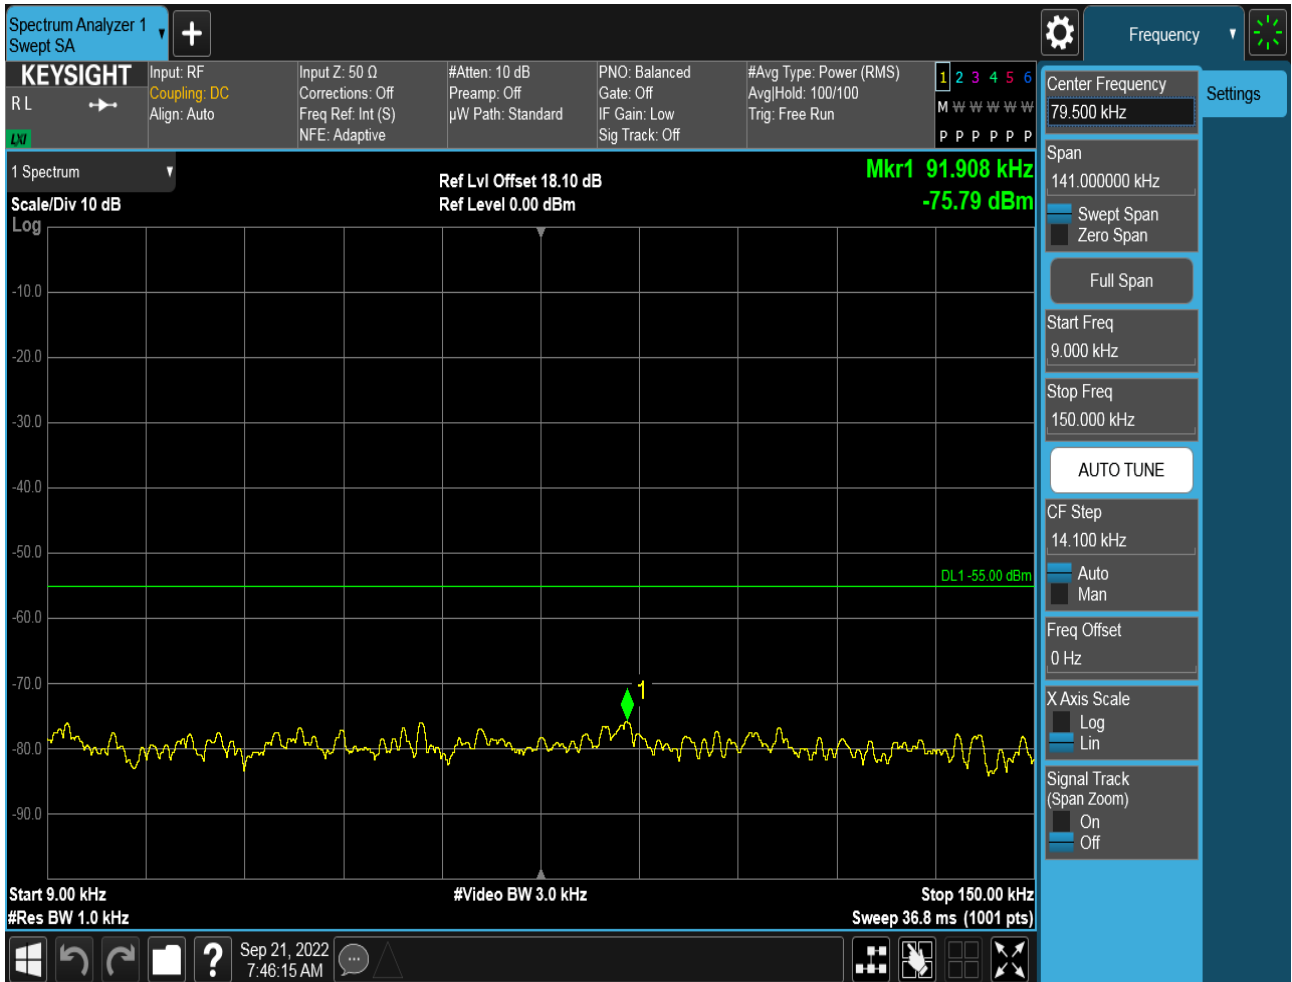 Spectrum Analyzer 1
Swept SA
Frequency
KEYSIGHT
R L
LXI
Input: RF
Coupling: DC
Align: Auto
Input Z: 50 Ω
Corrections: Off
Freq Ref: Int (S)
NFE: Adaptive
#Atten: 10 dB
Preamp: Off
µW Path: Standard
PNO: Balanced
Gate: Off
IF Gain: Low
Sig Track: Off
#Avg Type: Power (RMS)
Avg|Hold: 100/100
Trig: Free Run
1 2 3 4 5 6
M W W W W W
P P P P P P
1 Spectrum
Scale/Div 10 dB
Log
Ref Lvl Offset 18.10 dB
Ref Level 0.00 dBm
Mkr1 91.908 kHz
-75.79 dBm
-10.0
-20.0
-30.0
-40.0
-50.0
DL1 -55.00 dBm
-60.0
-70.0
1
-80.0
-90.0
Start 9.00 kHz
#Video BW 3.0 kHz
Stop 150.00 kHz
#Res BW 1.0 kHz
Sweep 36.8 ms (1001 pts)
?
Sep 21, 2022
7:46:15 AM
Center Frequency
79.500 kHz
Settings
Span
141.000000 kHz
Swept Span
Zero Span
Full Span
Start Freq
9.000 kHz
Stop Freq
150.000 kHz
AUTO TUNE
CF Step
14.100 kHz
Auto
Man
Freq Offset
0 Hz
X Axis Scale
Log
Lin
Signal Track
(Span Zoom)
On
Off